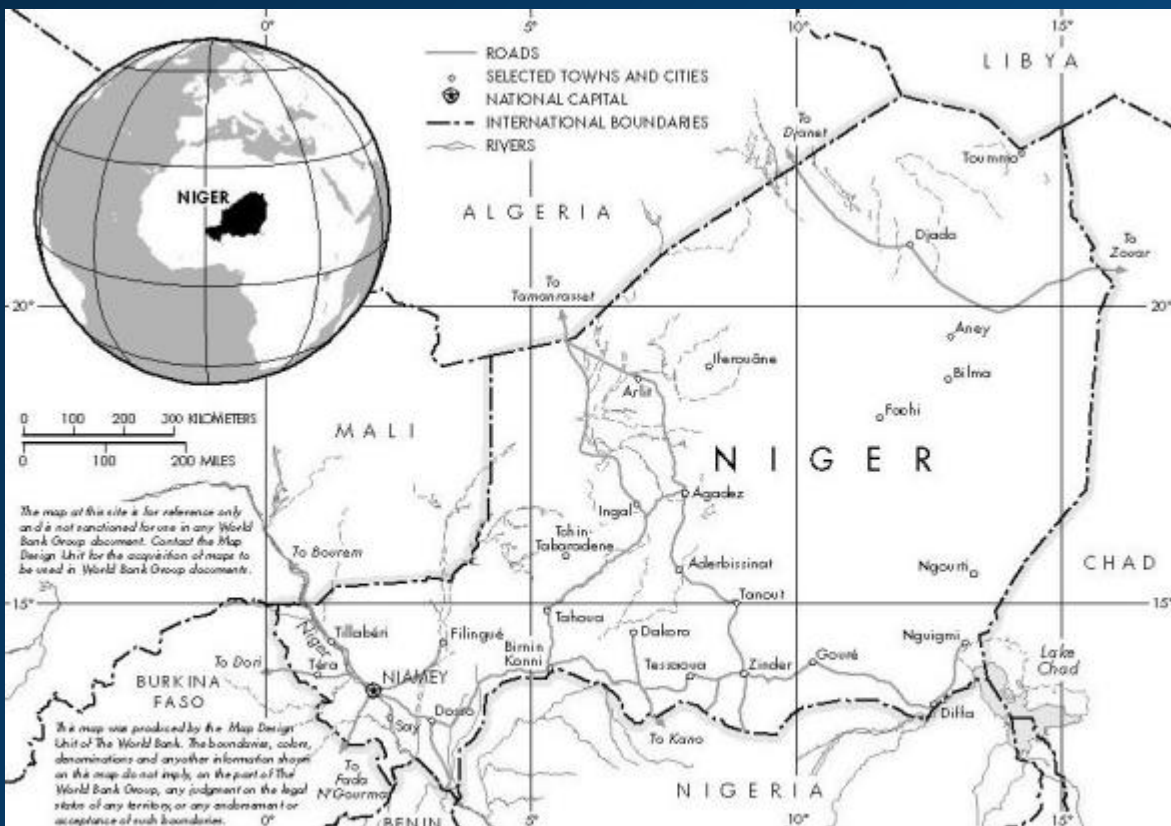 0°
5°
10°
15°
ROADS
SELECTED TOWNS AND CITIES
NATIONAL CAPITAL
INTERNATIONAL BOUNDARIES
RIVERS
LIBYA
To
Djanet
Toummo
NIGER
ALGERIA
Djado
To
Zouar
To
Tamanrasset
20°
20°
Aney
Iferouâne
Bilma
Arlit
Fachi
0 100 200 300 KILOMETERS
0 100 200 MILES
MALI
NIGER
Agadez
Ingal
The map at this site is for reference only
and is not sanctioned for use in any World
Bank Group document. Contact the Map
Design Unit for the acquisition of maps to
be used in World Bank Group documents.
Tchin-
Tabaradene
To Bourem
Aderbissinat
Ngourti
CHAD
15°
15°
Tanout
Tahoua
Niger
Tillabéri
Filingué
Dakoro
Nguigmi
Birnin
Konni
Lake
Chad
To Dori
Téra
Tessaoua
Zinder
Gouré
NIAMEY
BURKINA
FASO
Say
Dosso
Diffa
To Kano
This map was produced by the Map Design
Unit of The World Bank. The boundaries, colors,
denominations and any other information shown
on this map do not imply, on the part of The
World Bank Group, any judgment on the legal
status of any territory, or any endorsement or
acceptance of such boundaries.
To
Fada
N'Gourma
NIGERIA
BENIN
0°
5°
10°
15°